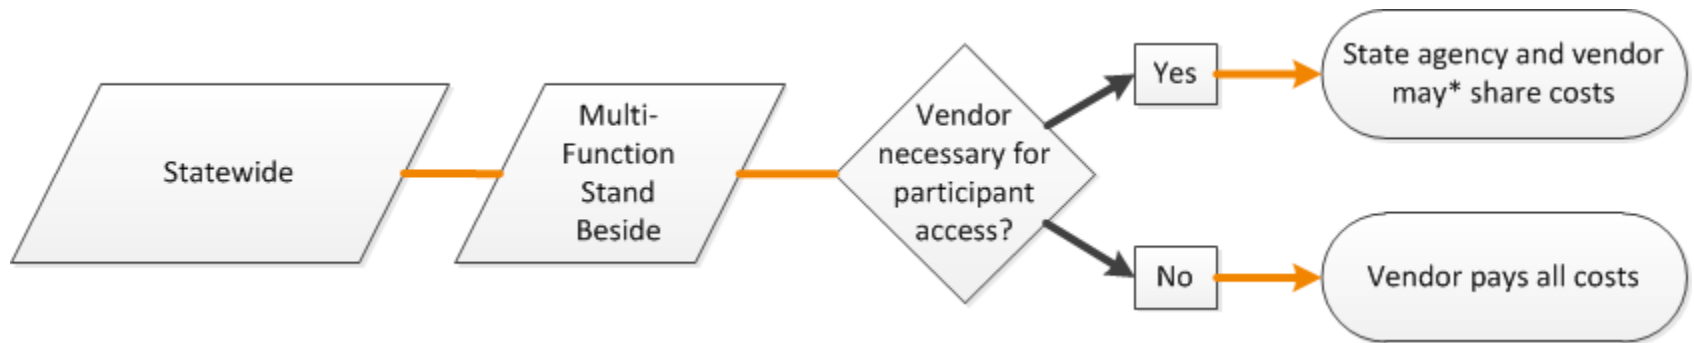 Statewide
Multi-
Function
Stand
Beside
Vendor
necessary for
participant
access?
Yes
State agency and vendor
may* share costs
No
Vendor pays all costs